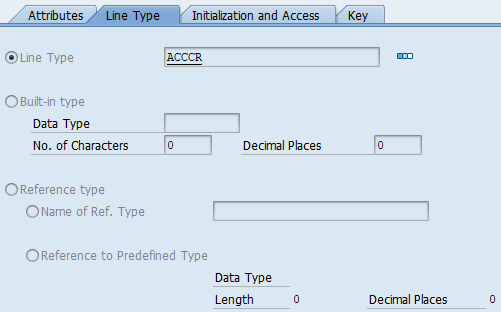 Attributes Line Type Initialization and Access Key
Line Type ACCCR
Built-in type
Data Type
No. of Characters 0 Decimal Places 0
Reference type
Name of Ref. Type
Reference to Predefined Type
Data Type
Length 0 Decimal Places 0